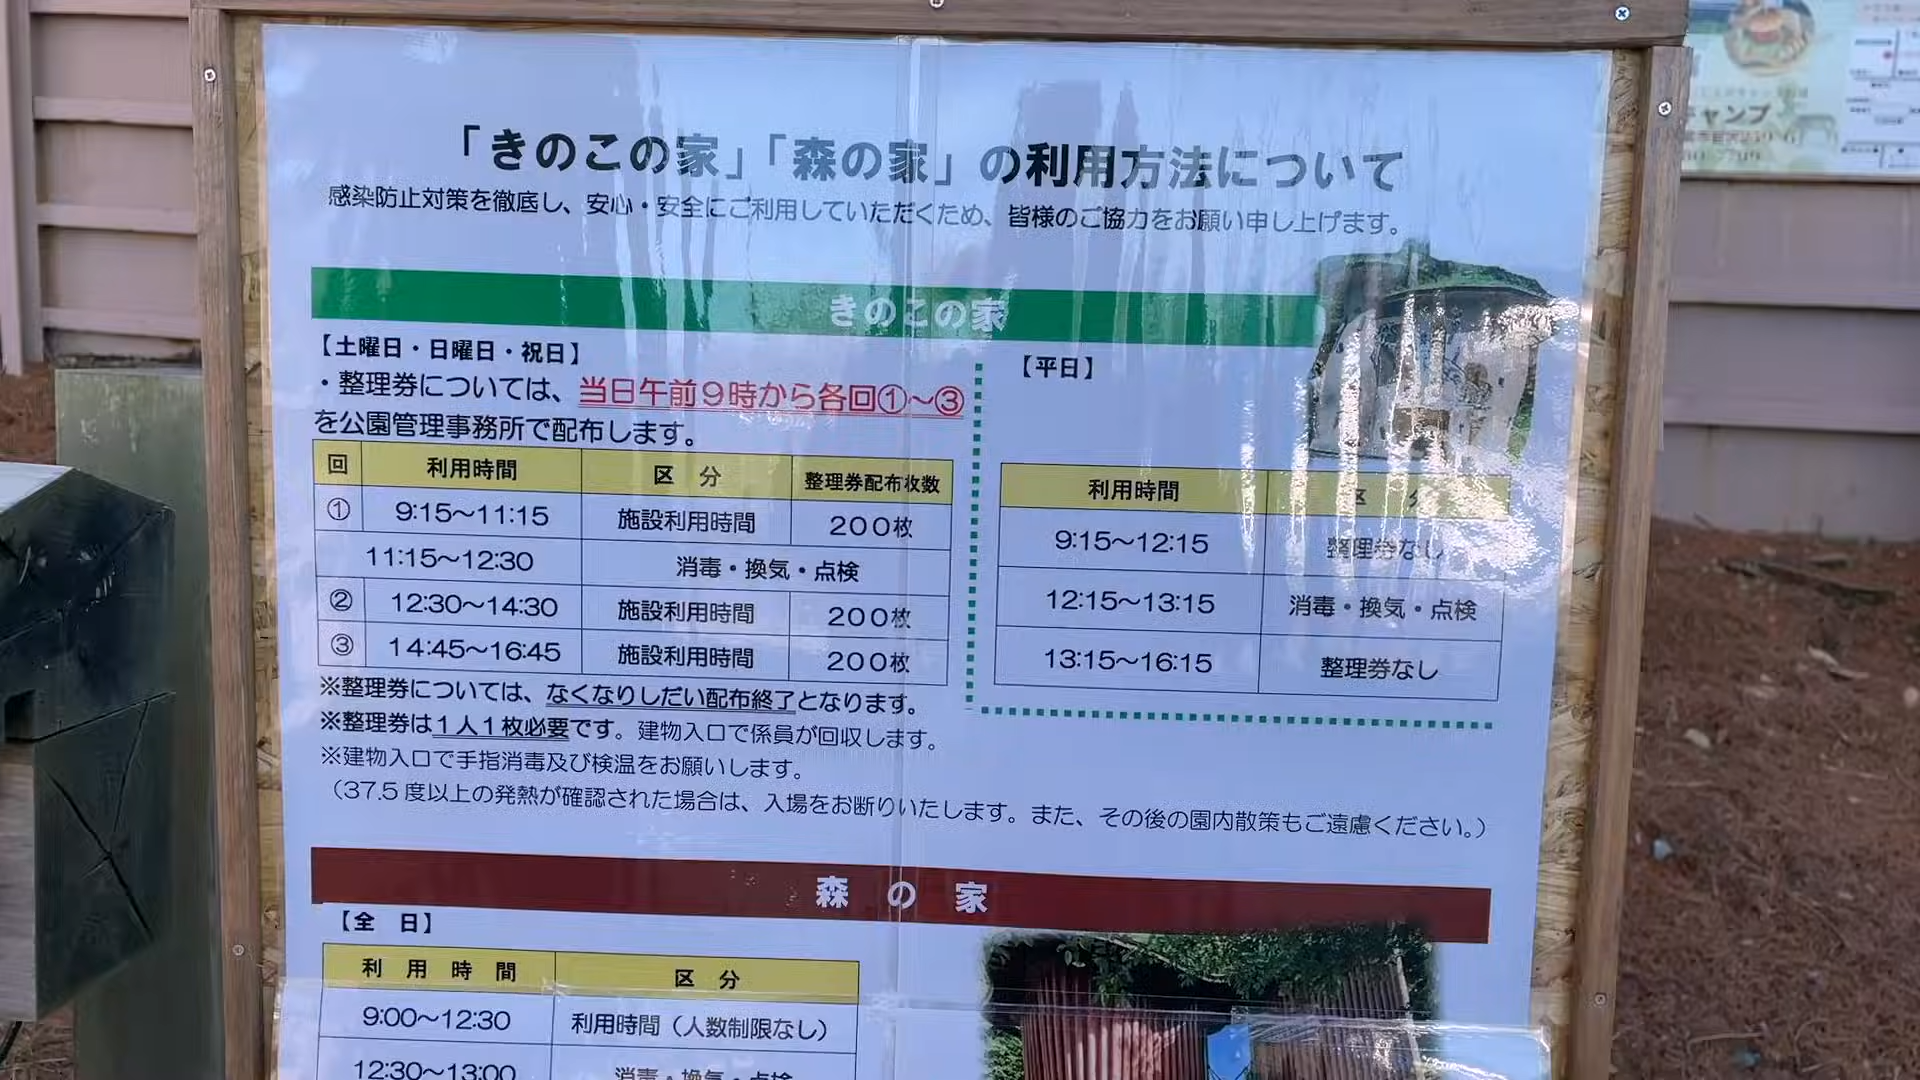 「きのこの家」「森の家」の利用方法について
感染防止対策を徹底し、安心・安全にご利用していただくため、皆様のご協力をお願い申し上げます。
きのこの家
【土曜日・日曜日・祝日】
・整理券については、当日午前９時から各回①～③
を公園管理事務所で配布します。
回 利用時間 区 分 整理券配布枚数
① 9:15～11:15 施設利用時間 ２００枚
11:15～12:30 消毒・換気・点検
② 12:30～14:30 施設利用時間 ２００枚
③ 14:45～16:45 施設利用時間 ２００枚
※整理券については、なくなりしだい配布終了となります。
※整理券は１人１枚必要です。建物入口で係員が回収します。
※建物入口で手指消毒及び検温をお願いします。
（37.5 度以上の発熱が確認された場合は、入場をお断りいたします。また、その後の園内散策もご遠慮ください。）
【平日】
利用時間 区 分
9:15～12:15 整理券なし
12:15～13:15 消毒・換気・点検
13:15～16:15 整理券なし
森 の 家
【全 日】
利 用 時 間 区 分
9:00～12:30 利用時間（人数制限なし）
12:30～13:00 消毒・換気・点検
キャンプ